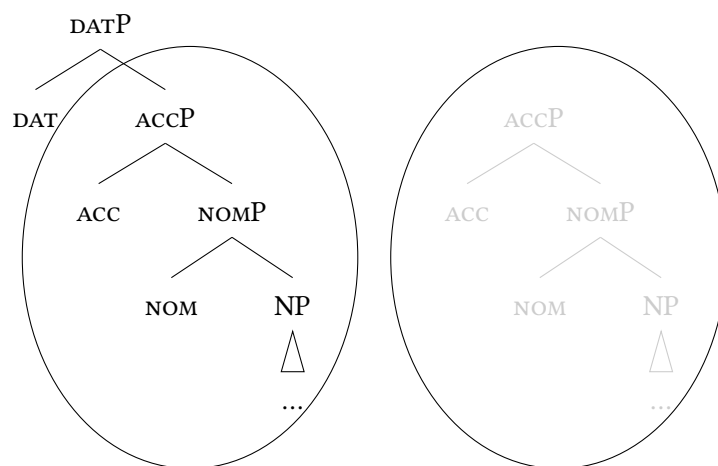 DATP
DAT ACCP ACCP
ACC NOMP ACC NOMP
NOM NP NOM NP
... ...